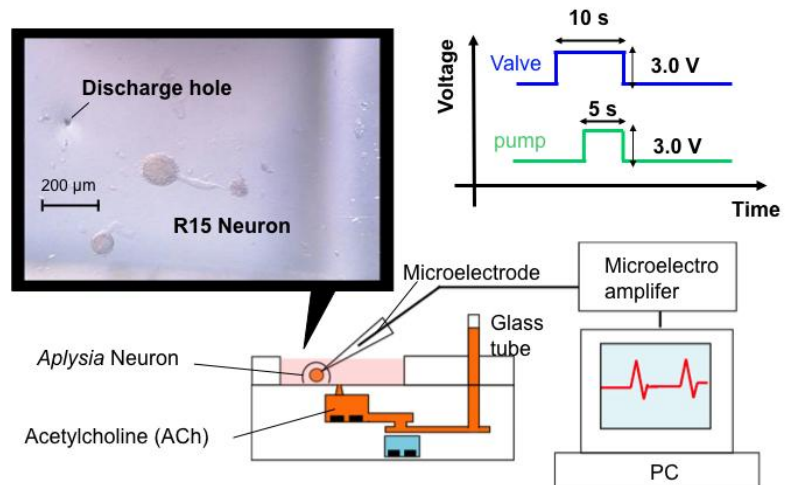 Discharge hole
200 μm
R15 Neuron
10 s
Valve
3.0 V
Voltage
5 s
pump
3.0 V
Time
Microelectrode
Microelectro
amplifer
Glass
tube
Aplysia Neuron
Acetylcholine (ACh)
PC